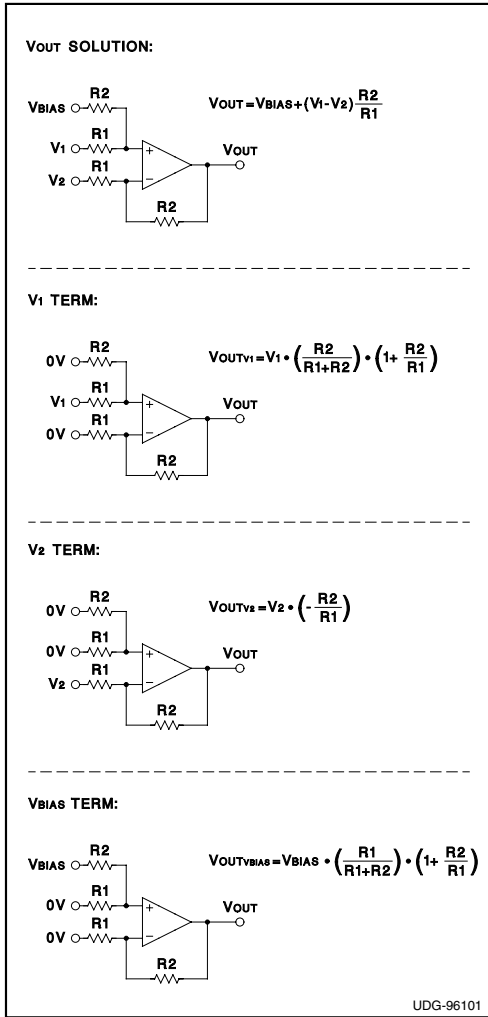 VOUT SOLUTION:
R2
VBIAS
R1
V1
R1
V2
+
−
VOUT
R2
VOUT=VBIAS+(V1-V2) R2/R1
V1 TERM:
R2
0V
R1
V1
R1
0V
+
−
VOUT
R2
VOUTV1=V1•(R2/R1+R2)•(1+ R2/R1)
V2 TERM:
R2
0V
R1
0V
R1
V2
+
−
VOUT
R2
VOUTV2=V2•(-R2/R1)
VBIAS TERM:
R2
VBIAS
R1
0V
R1
0V
+
−
VOUT
R2
VOUTVBIAS=VBIAS•(R1/R1+R2)•(1+ R2/R1)
UDG-96101